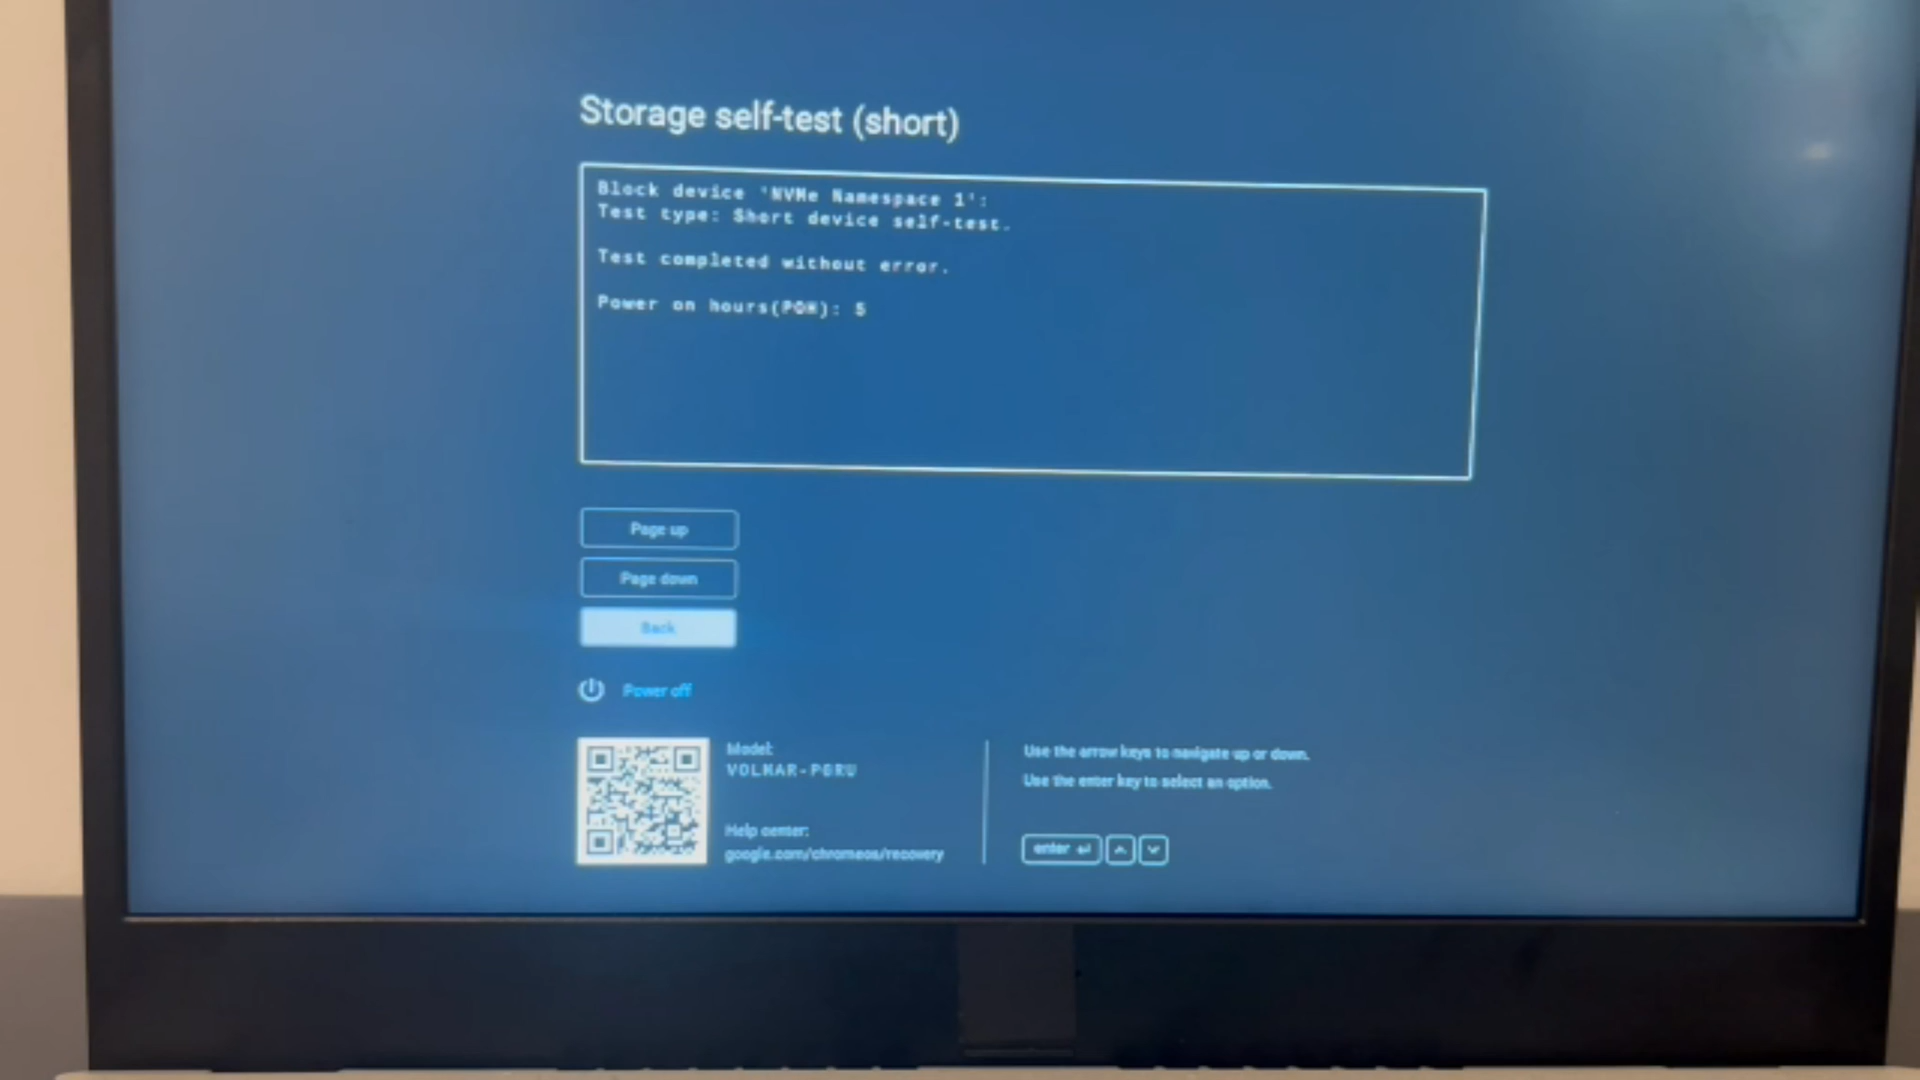 Storage self-test (short)
Block device 'NVMe Namespace 1':
Test type: Short device self-test.
Test completed without error.
Power on hours(POH): 5
Page up
Page down
Back
Power off
Model:
VOLMAR-PGRU
Help center:
google.com/chromeos/recovery
Use the arrow keys to navigate up or down.
Use the enter key to select an option.
enter